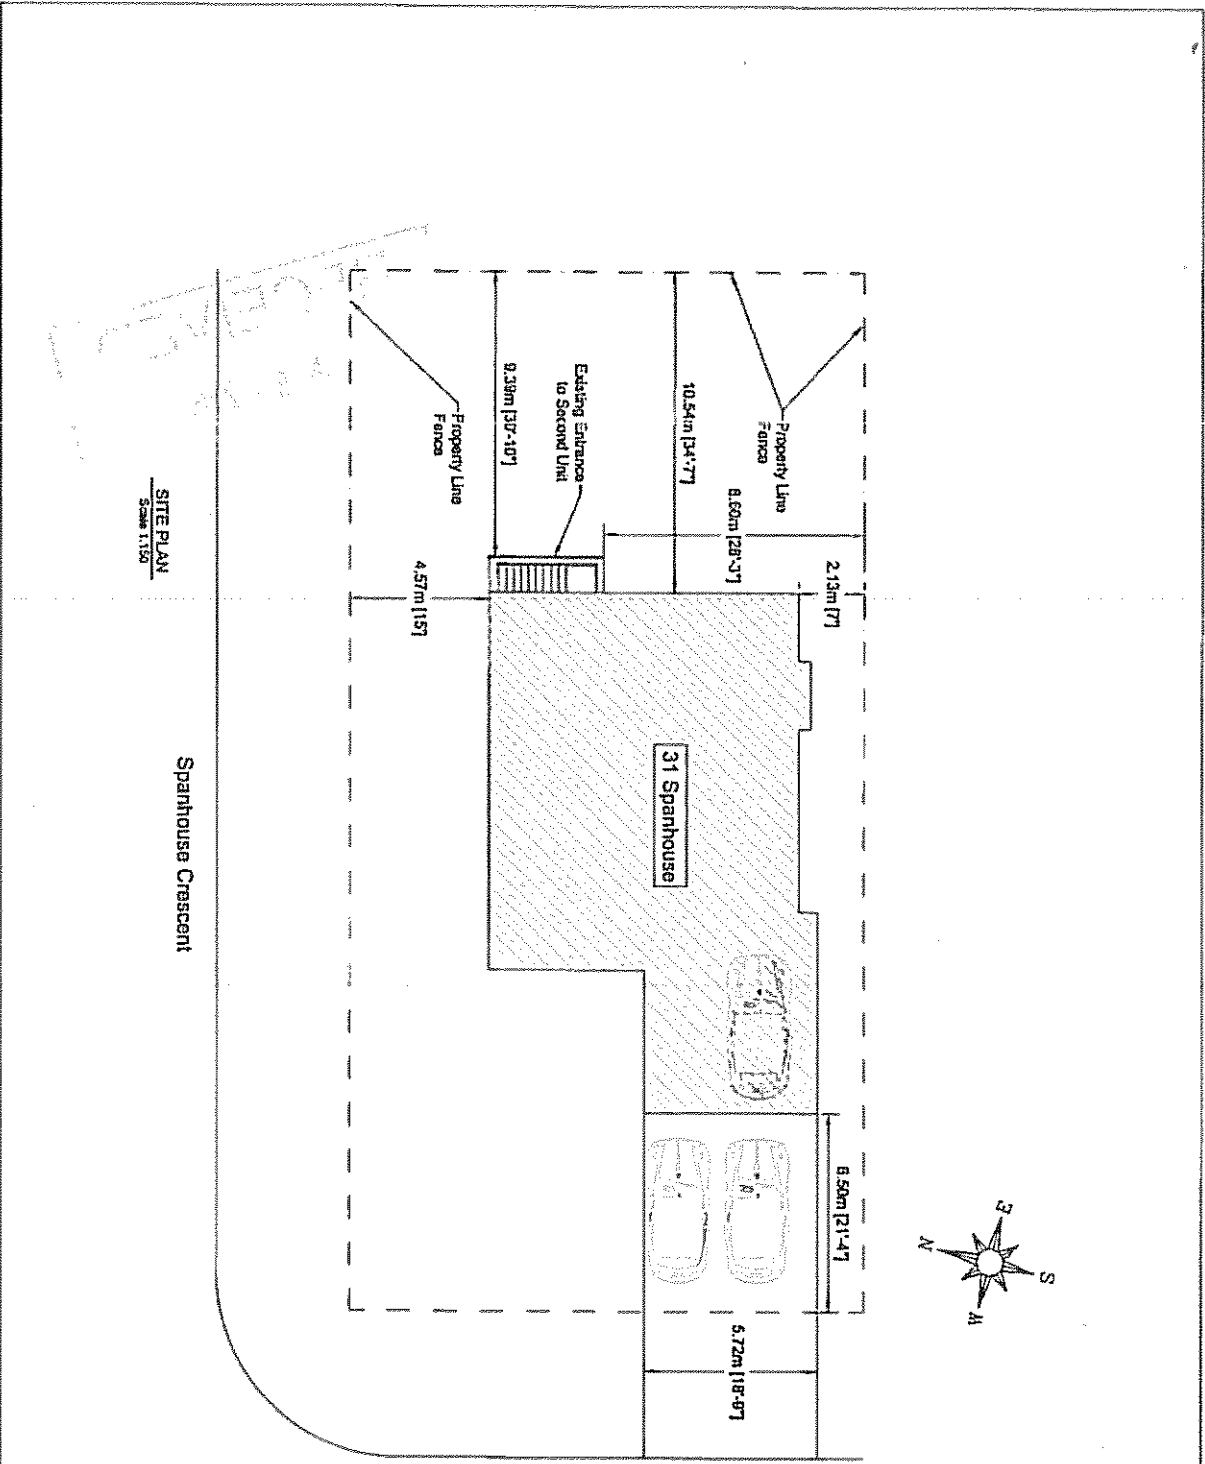 Property Line
Fence
10.54m [34'-7"]
8.60m [28'-3"]
2.13m [7']
Existing Entrance
to Second Unit
9.39m [30'-10"]
Property Line
Fence
4.57m [15']
31 Spanhouse
6.50m [21'-4"]
5.72m [18'-9"]
E
S
N
W
SITE PLAN
Scale 1:150
Spanhouse Crescent